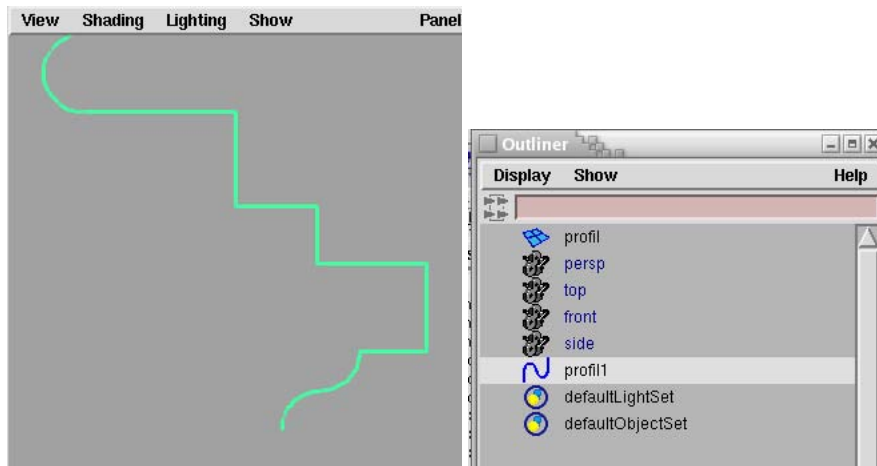 View Shading Lighting Show Panel
Outliner
Display Show Help
profil
persp
top
front
side
profil1
defaultLightSet
defaultObjectSet